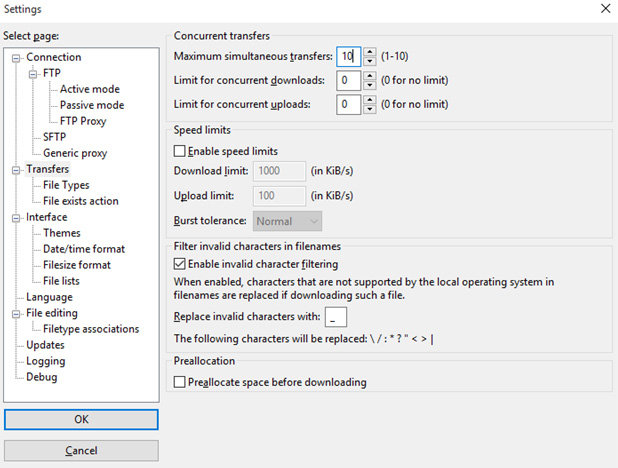 Settings
Select page:
Connection
FTP
Active mode
Passive mode
FTP Proxy
SFTP
Generic proxy
Transfers
File Types
File exists action
Interface
Themes
Date/time format
Filesize format
File lists
Language
File editing
Filetype associations
Updates
Logging
Debug
OK
Cancel
Concurrent transfers
Maximum simultaneous transfers: 10 (1-10)
Limit for concurrent downloads: 0 (0 for no limit)
Limit for concurrent uploads: 0 (0 for no limit)
Speed limits
Enable speed limits
Download limit: 1000 (in KiB/s)
Upload limit: 100 (in KiB/s)
Burst tolerance: Normal
Filter invalid characters in filenames
Enable invalid character filtering
When enabled, characters that are not supported by the local operating system in
filenames are replaced if downloading such a file.
Replace invalid characters with: _
The following characters will be replaced: \ / : * ? " < > |
Preallocation
Preallocate space before downloading